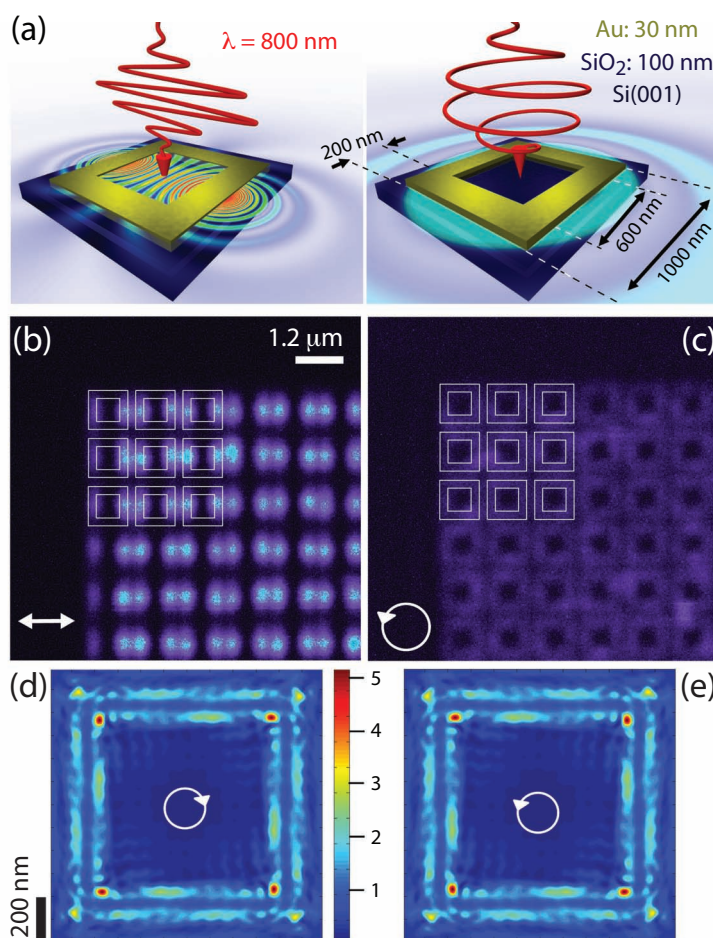 (a)
λ = 800 nm
Au: 30 nm
SiO₂: 100 nm
Si(001)
200 nm
600 nm
1000 nm
(b)
1.2 μm
(c)
(d)
5
4
3
2
1
(e)
200 nm